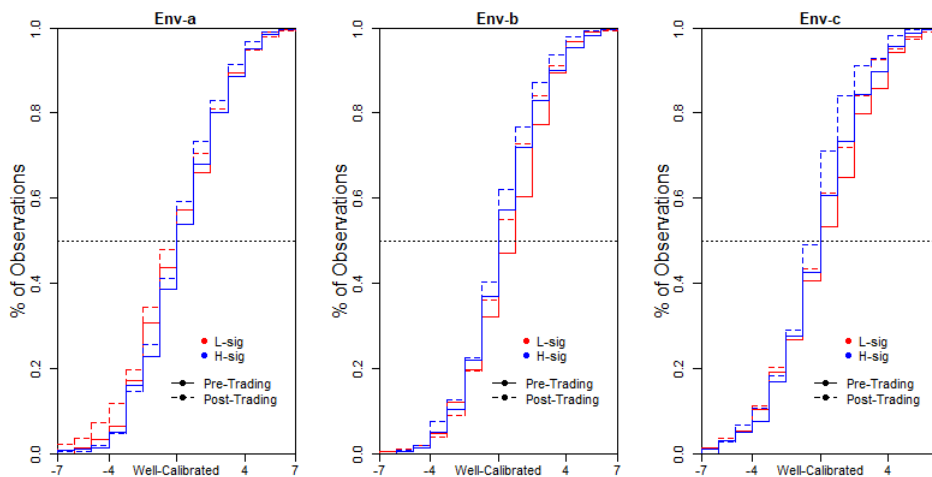 Env-a
% of Observations
0.0 0.2 0.4 0.6 0.8 1.0
L-sig
H-sig
Pre-Trading
Post-Trading
-7 -4 Well-Calibrated 4 7
Env-b
% of Observations
0.0 0.2 0.4 0.6 0.8 1.0
L-sig
H-sig
Pre-Trading
Post-Trading
-7 -4 Well-Calibrated 4 7
Env-c
% of Observations
0.0 0.2 0.4 0.6 0.8 1.0
L-sig
H-sig
Pre-Trading
Post-Trading
-7 -4 Well-Calibrated 4